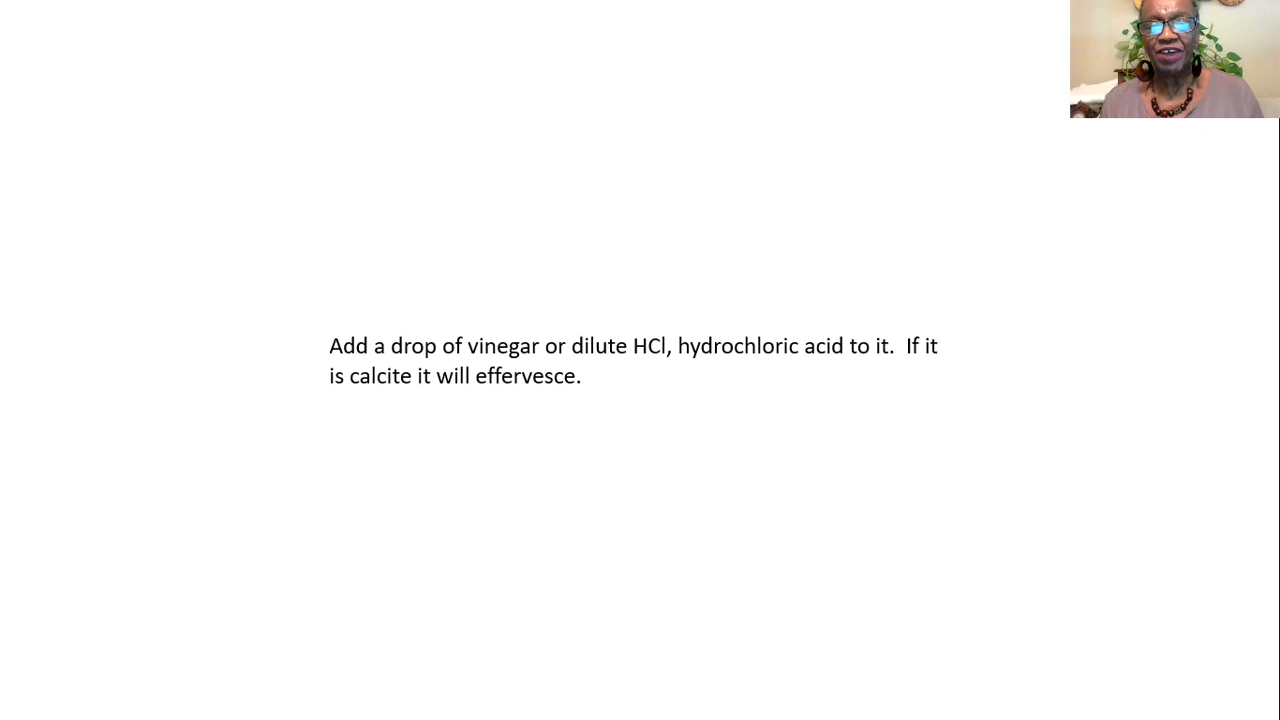 Add a drop of vinegar or dilute HCl, hydrochloric acid to it.  If it
is calcite it will effervesce.